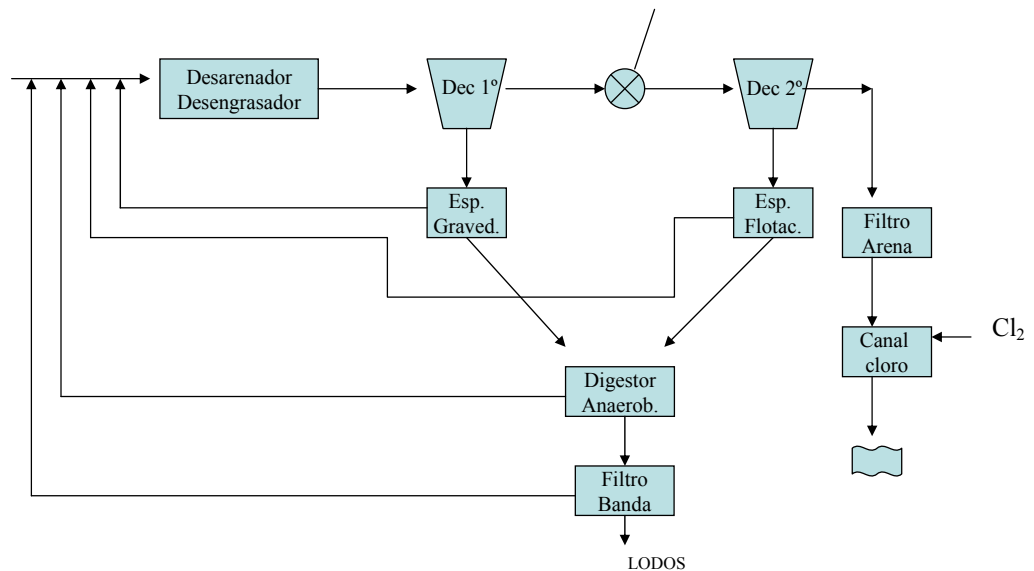 Desarenador
Desengrasador
Dec 1º
Dec 2º
Esp.
Graved.
Esp.
Flotac.
Filtro
Arena
Cl₂
Canal
cloro
Digestor
Anaerob.
Filtro
Banda
LODOS